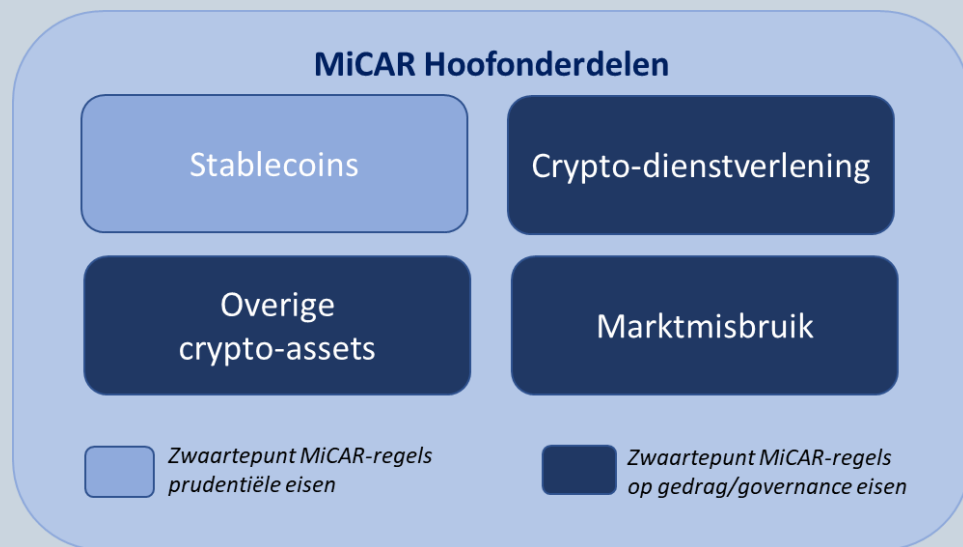 MiCAR Hoofonderdelen
Stablecoins
Crypto-dienstverlening
Overige
crypto-assets
Marktmisbruik
Zwaartepunt MiCAR-regels
prudentiële eisen
Zwaartepunt MiCAR-regels
op gedrag/governance eisen